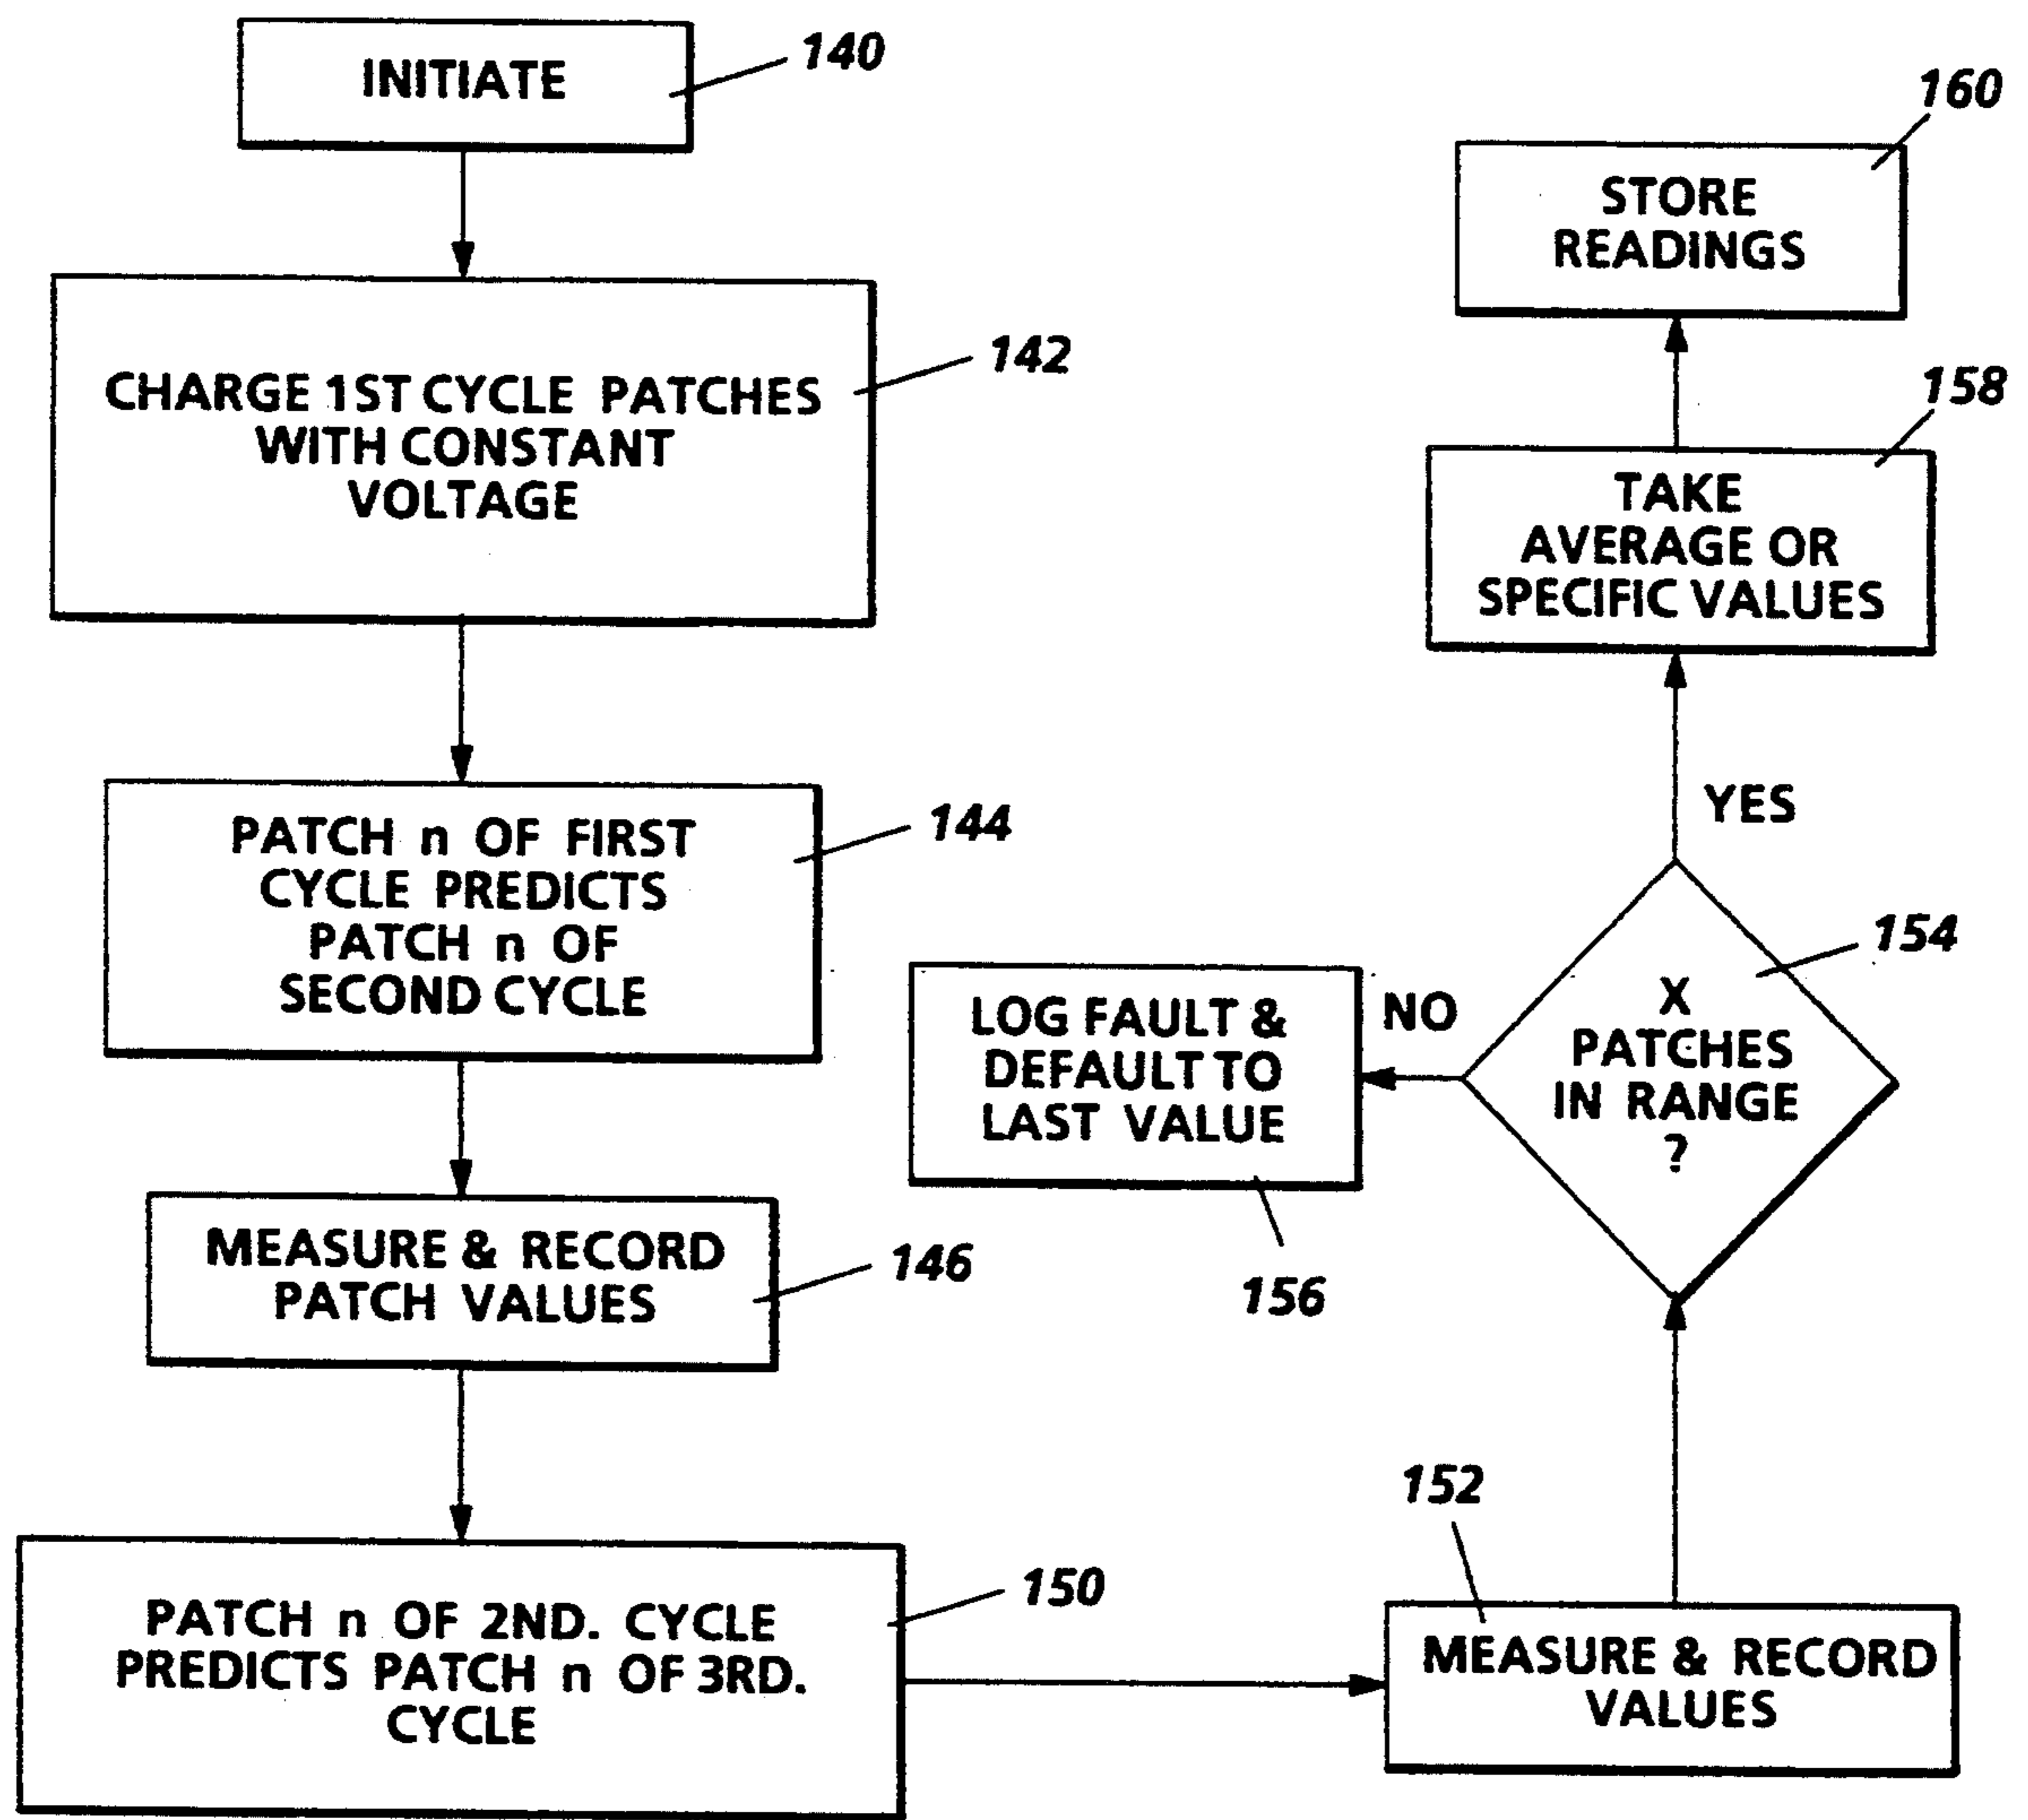 INITIATE
140
CHARGE 1ST CYCLE PATCHES
WITH CONSTANT
VOLTAGE
142
PATCH n OF FIRST
CYCLE PREDICTS
PATCH n OF
SECOND CYCLE
144
MEASURE & RECORD
PATCH VALUES
146
PATCH n OF 2ND. CYCLE
PREDICTS PATCH n OF 3RD.
CYCLE
150
152
MEASURE & RECORD
VALUES
X
PATCHES
IN RANGE
?
154
NO
LOG FAULT &
DEFAULT TO
LAST VALUE
156
YES
TAKE
AVERAGE OR
SPECIFIC VALUES
158
STORE
READINGS
160